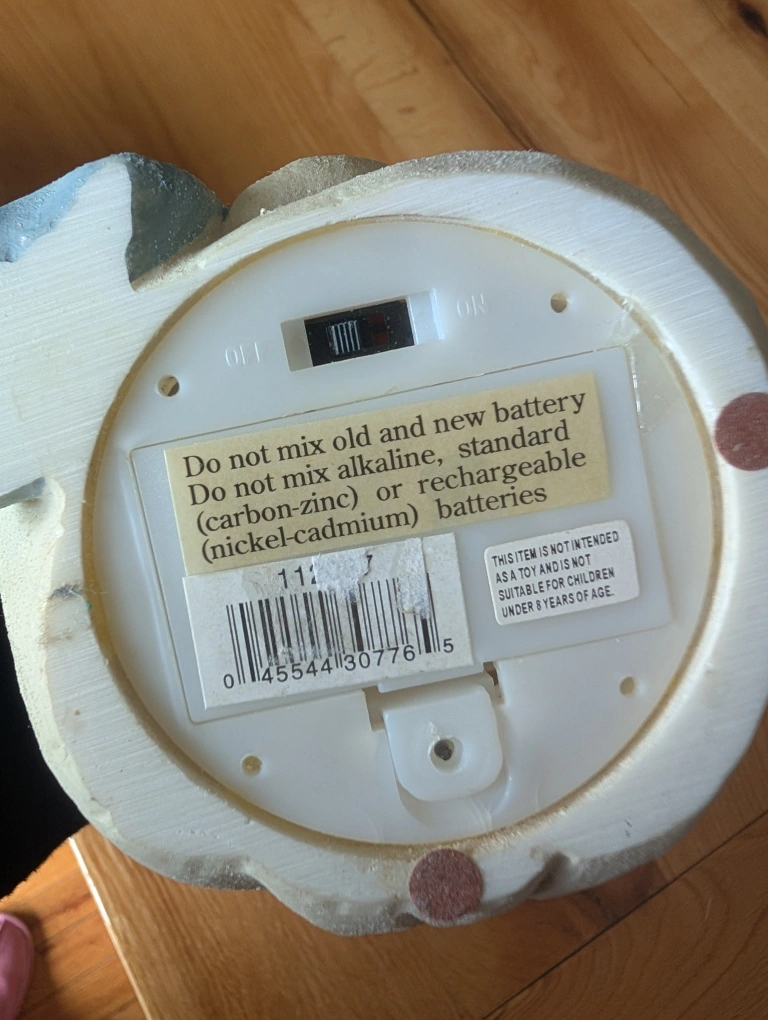 OFF
ON
Do not mix old and new battery
Do not mix alkaline, standard
(carbon-zinc) or rechargeable
(nickel-cadmium) batteries
THIS ITEM IS NOT INTENDED
AS A TOY AND IS NOT
SUITABLE FOR CHILDREN
UNDER 8 YEARS OF AGE.
0 45544 30776 5